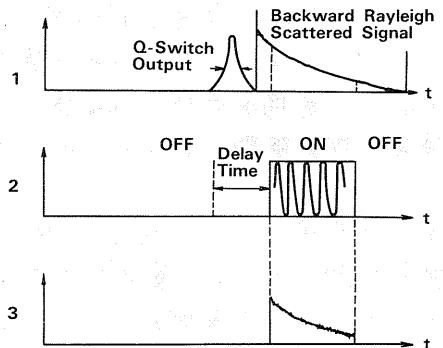 Backward Rayleigh
Scattered Signal
Q-Switch
Output
1
t
OFF
Delay
Time
ON
OFF
2
t
3
t